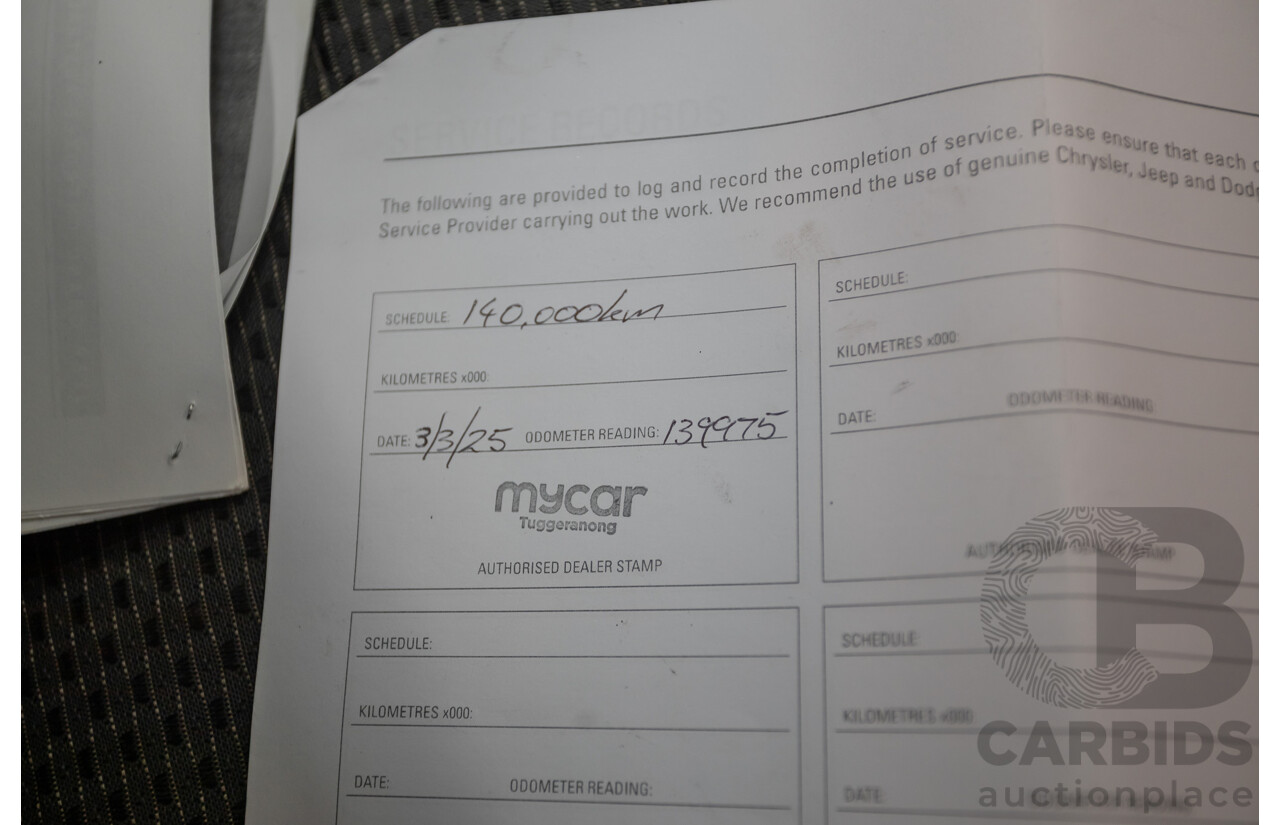 SERVICE RECORDS
The following are provided to log and record the completion of service. Please ensure that each
Service Provider carrying out the work. We recommend the use of genuine Chrysler, Jeep and
SCHEDULE: 140,000km
KILOMETRES x000:
DATE: 3/3/25 ODOMETER READING: 139975
mycar
Tuggeranong
AUTHORISED DEALER STAMP
SCHEDULE:
KILOMETRES x000:
DATE: ODOMETER READING
SCHEDULE:
KILOMETRES x000:
DATE: ODOMETER READING:
SCHEDULE:
KILOMETRES x000
DATE:
CB
CARBIDS
auctionplace